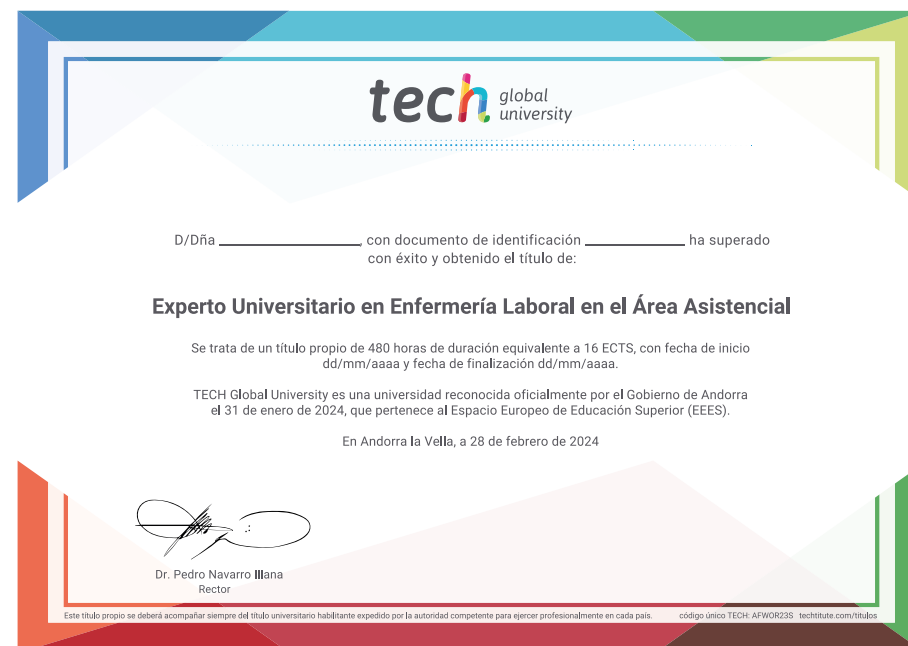 tech global
university
D/Dña ______________, con documento de identificación __________ ha superado
con éxito y obtenido el título de:
Experto Universitario en Enfermería Laboral en el Área Asistencial
Se trata de un título propio de 480 horas de duración equivalente a 16 ECTS, con fecha de inicio
dd/mm/aaaa y fecha de finalización dd/mm/aaaa.
TECH Global University es una universidad reconocida oficialmente por el Gobierno de Andorra
el 31 de enero de 2024, que pertenece al Espacio Europeo de Educación Superior (EEES).
En Andorra la Vella, a 28 de febrero de 2024
Dr. Pedro Navarro Illana
Rector
Este título propio se deberá acompañar siempre del título universitario habilitante expedido por la autoridad competente para ejercer profesionalmente en cada país. código único TECH: AFWOR23S techtitute.com/titulos